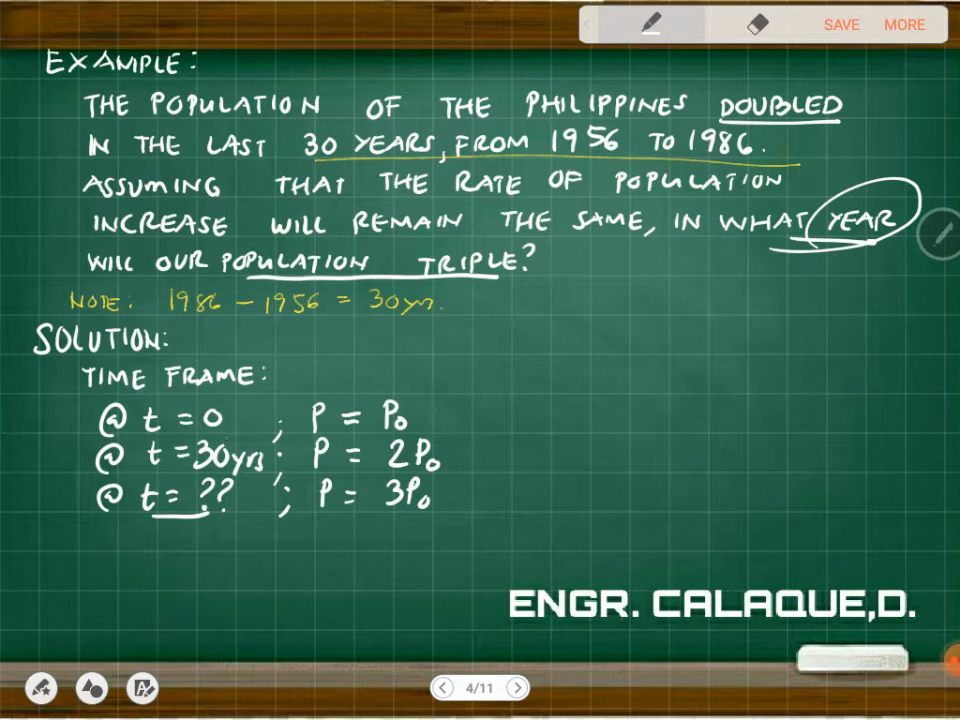 SAVE MORE
EXAMPLE:
THE POPULATION OF THE PHILIPPINES DOUBLED
IN THE LAST 30 YEARS, FROM 1956 TO 1986.
ASSUMING THAT THE RATE OF POPULATION
INCREASE WILL REMAIN THE SAME, IN WHAT YEAR
WILL OUR POPULATION TRIPLE?
NOTE: 1986 - 1956 = 30yrs.
SOLUTION:
TIME FRAME:
@ t = 0 ; P = P₀
@ t = 30yrs ; P = 2P₀
@ t = ?? ; P = 3P₀
ENGR. CALAQUE,D.
4/11